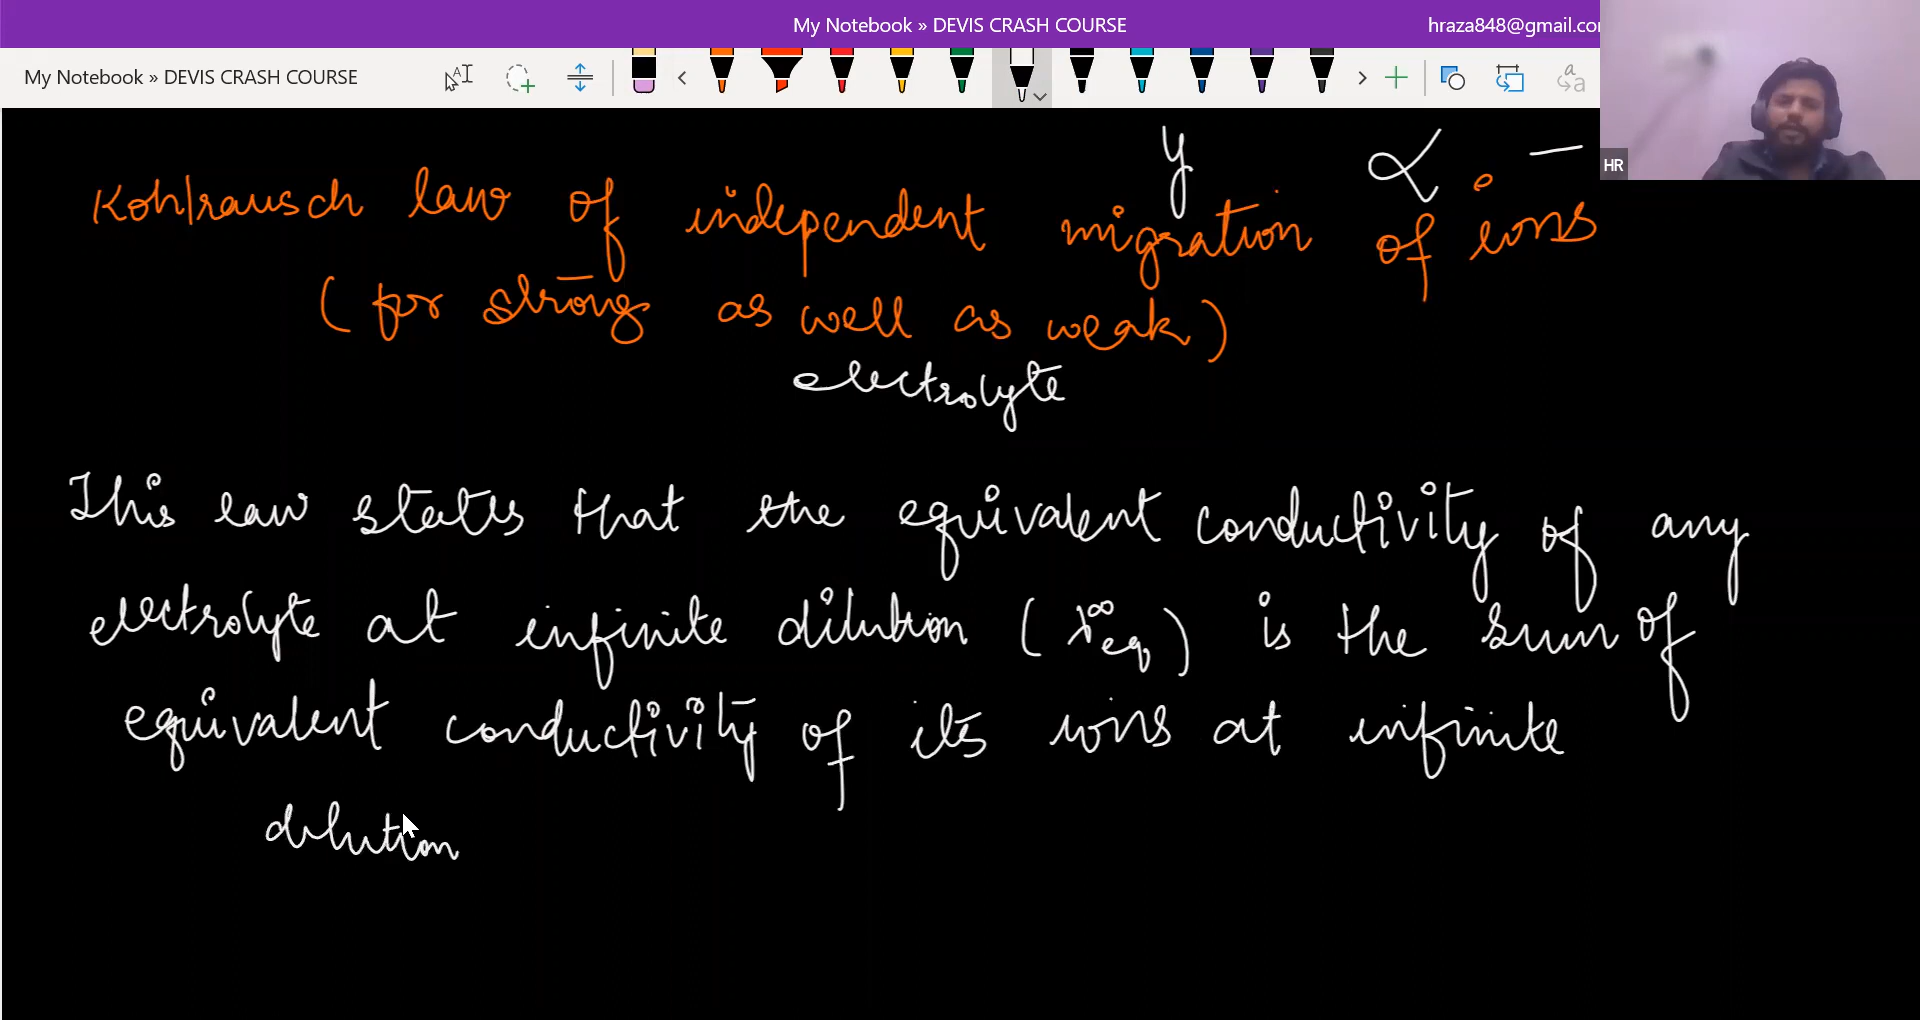 My Notebook » DEVIS CRASH COURSE
hraza848@gmail.co
My Notebook » DEVIS CRASH COURSE
HR
y α —
Kohlrausch law of independent migration of ions
(for strong as well as weak)
electrolyte
This law states that the equivalent conductivity of any
electrolyte at infinite dilution (λ∞eq) is the sum of
equivalent conductivity of its ions at infinite
dilution